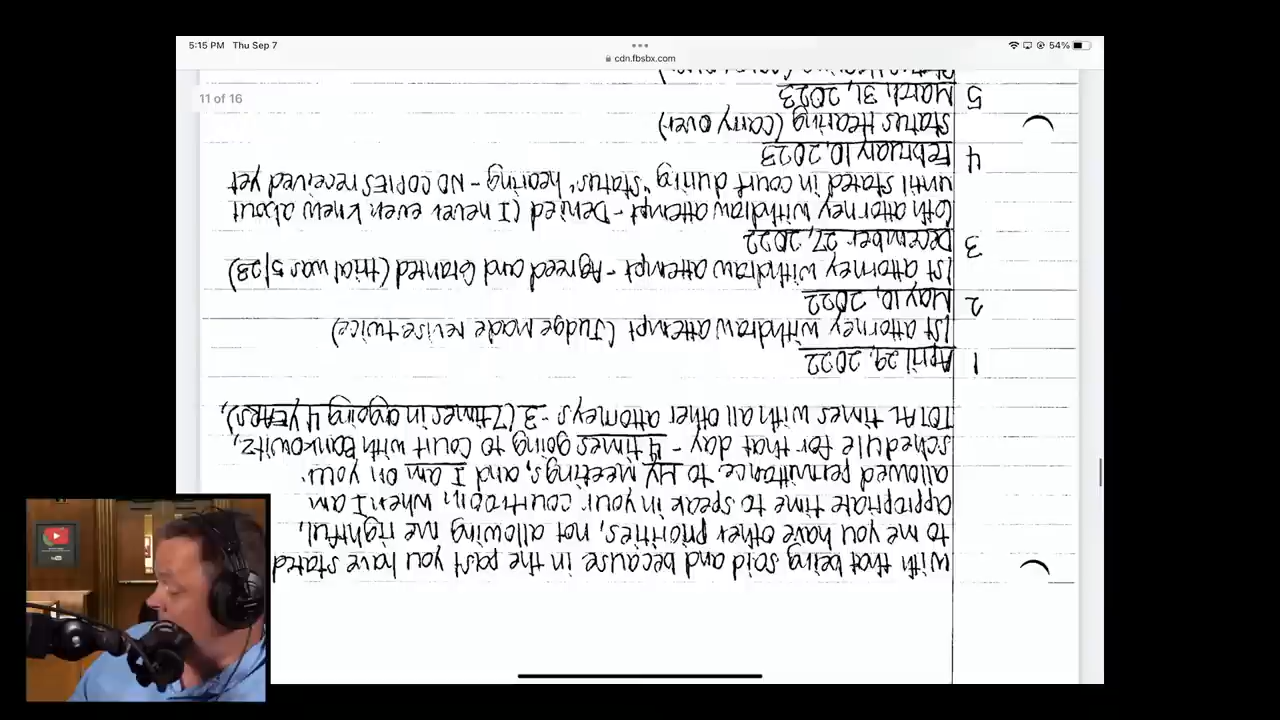 5:15 PM Thu Sep 7
54%
cdn.fbsbx.com
11 of 16
with that being said and because in the past you have stated
to me you have other priorities, not allowing me rightful,
appropriate time to speak in your courtroom when I am
allowed permittance to MY Meetings, and I am on your
schedule for that day - 4 times going to court with Bankowitz,
TOTAL times with all other attorneys - 3 (7 times in a going 4 YEARS),
1 April 29, 2022
1st attorney withdraw attempt (Judge made revise twice)
2 May 10, 2022
1st attorney withdraw attempt - Agreed and Granted (trial was 5/23)
3 December 27, 2022
6th attorney withdraw attempt - Denied (I never even knew about
until stated in court during "status" hearing - NO COPIES received yet
4 February 10, 2023
Status Hearing (carry over)
5 March 31, 2023